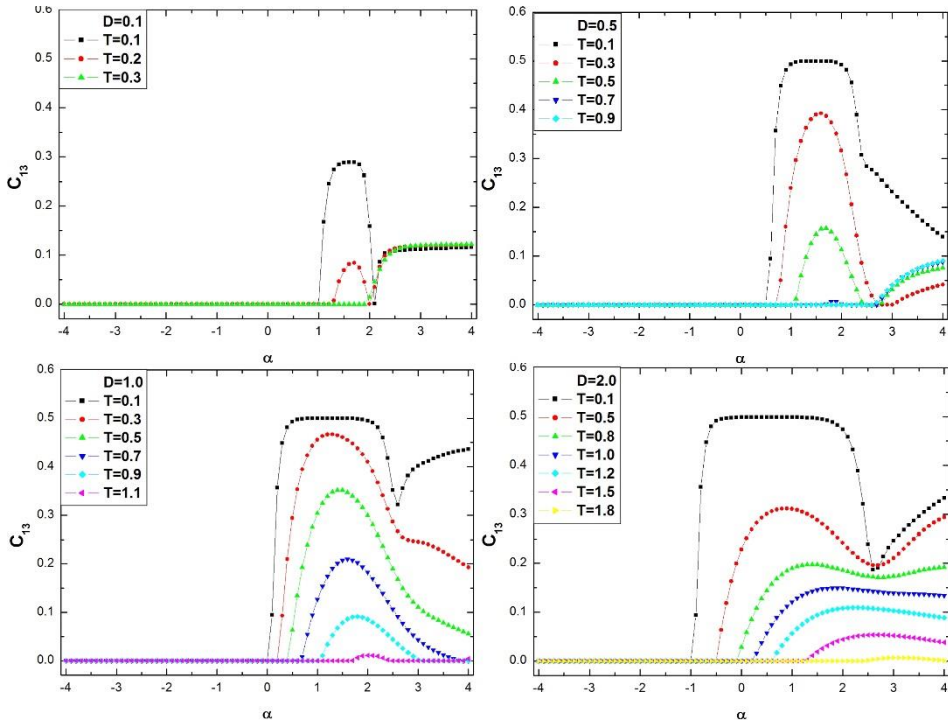 D=0.1
T=0.1
T=0.2
T=0.3
0.6
0.5
0.4
0.3
0.2
0.1
0.0
C13
-4 -3 -2 -1 0 1 2 3 4
α
D=0.5
T=0.1
T=0.3
T=0.5
T=0.7
T=0.9
0.6
0.5
0.4
0.3
0.2
0.1
0.0
C13
-4 -3 -2 -1 0 1 2 3 4
α
D=1.0
T=0.1
T=0.3
T=0.5
T=0.7
T=0.9
T=1.1
0.6
0.5
0.4
0.3
0.2
0.1
0.0
C13
-4 -3 -2 -1 0 1 2 3 4
α
D=2.0
T=0.1
T=0.5
T=0.8
T=1.0
T=1.2
T=1.5
T=1.8
0.6
0.5
0.4
0.3
0.2
0.1
0.0
C13
-4 -3 -2 -1 0 1 2 3 4
α